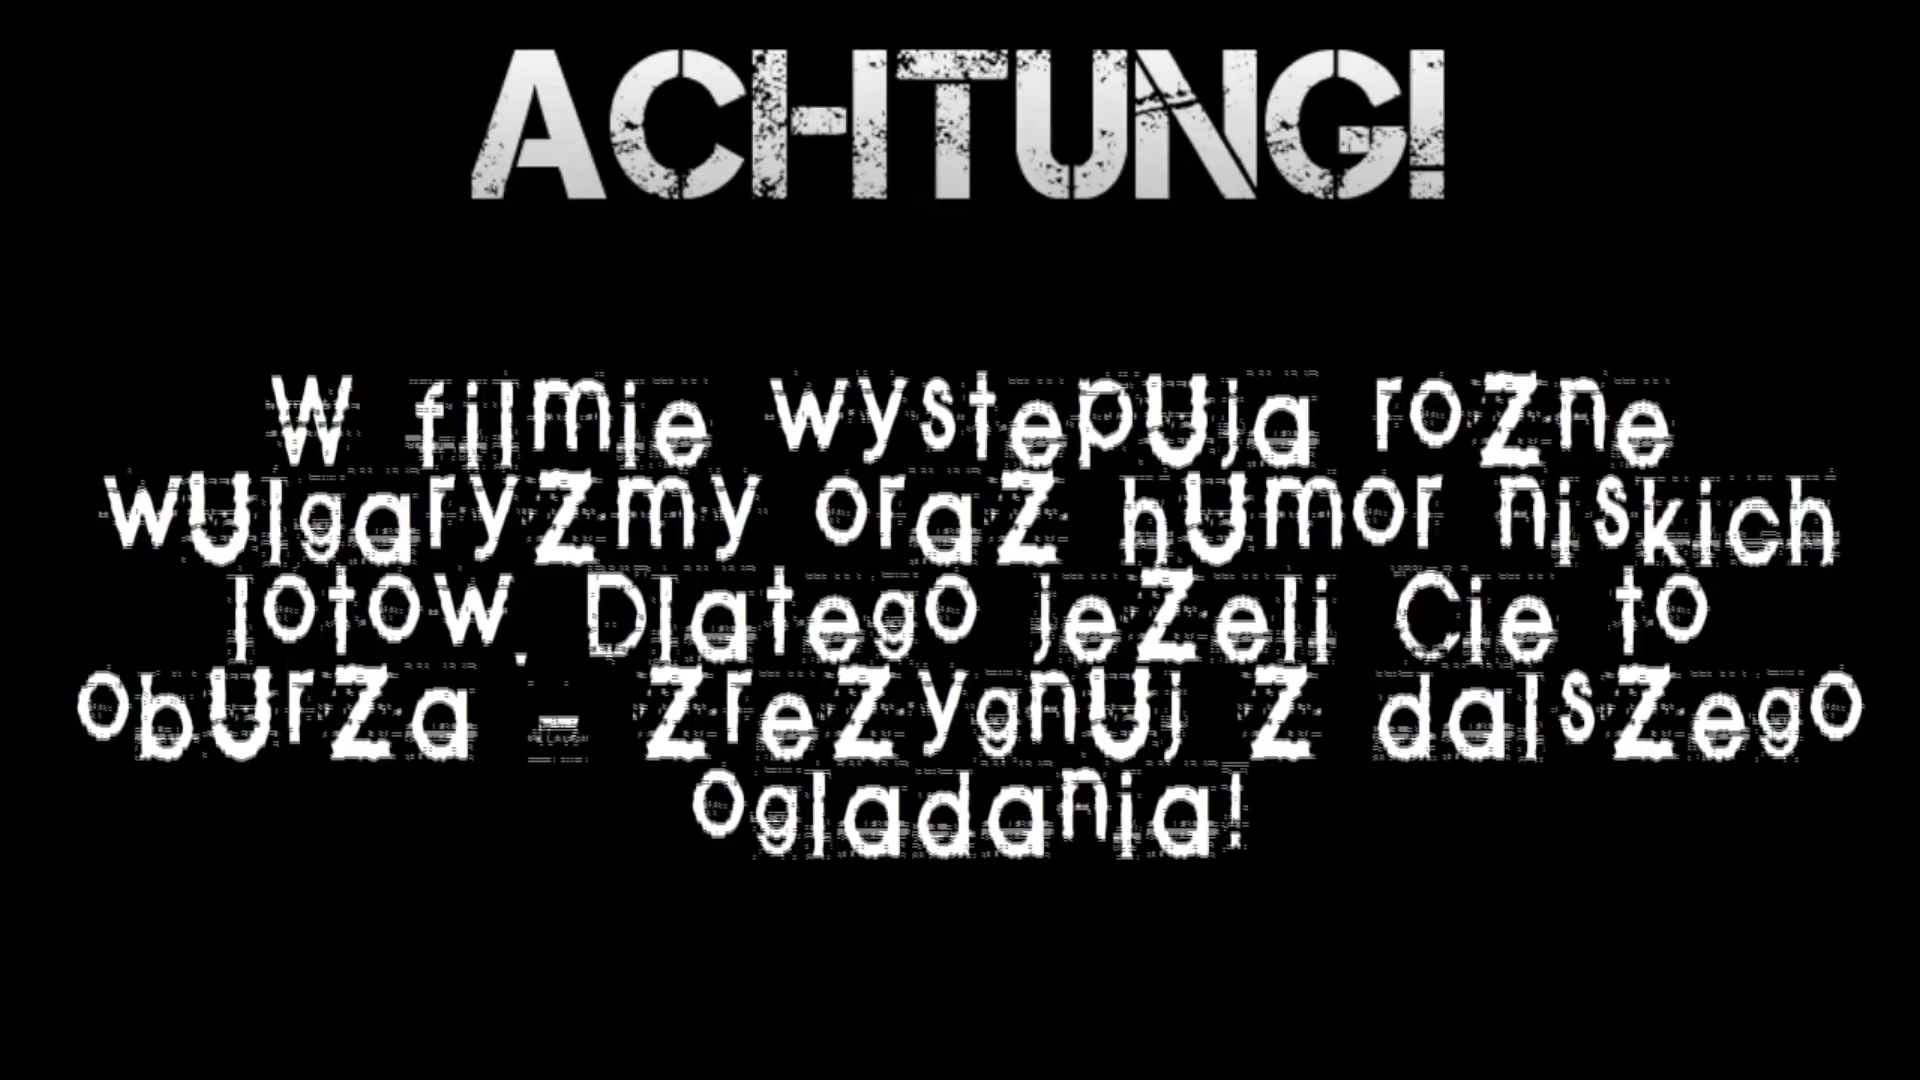 ACHTUNG!
W filmie wystepuja rozne
wulgaryzmy oraz humor niskich
lotow. Dlatego jezeli Cie to
oburza - zrezygnuj z dalszego
ogladania!